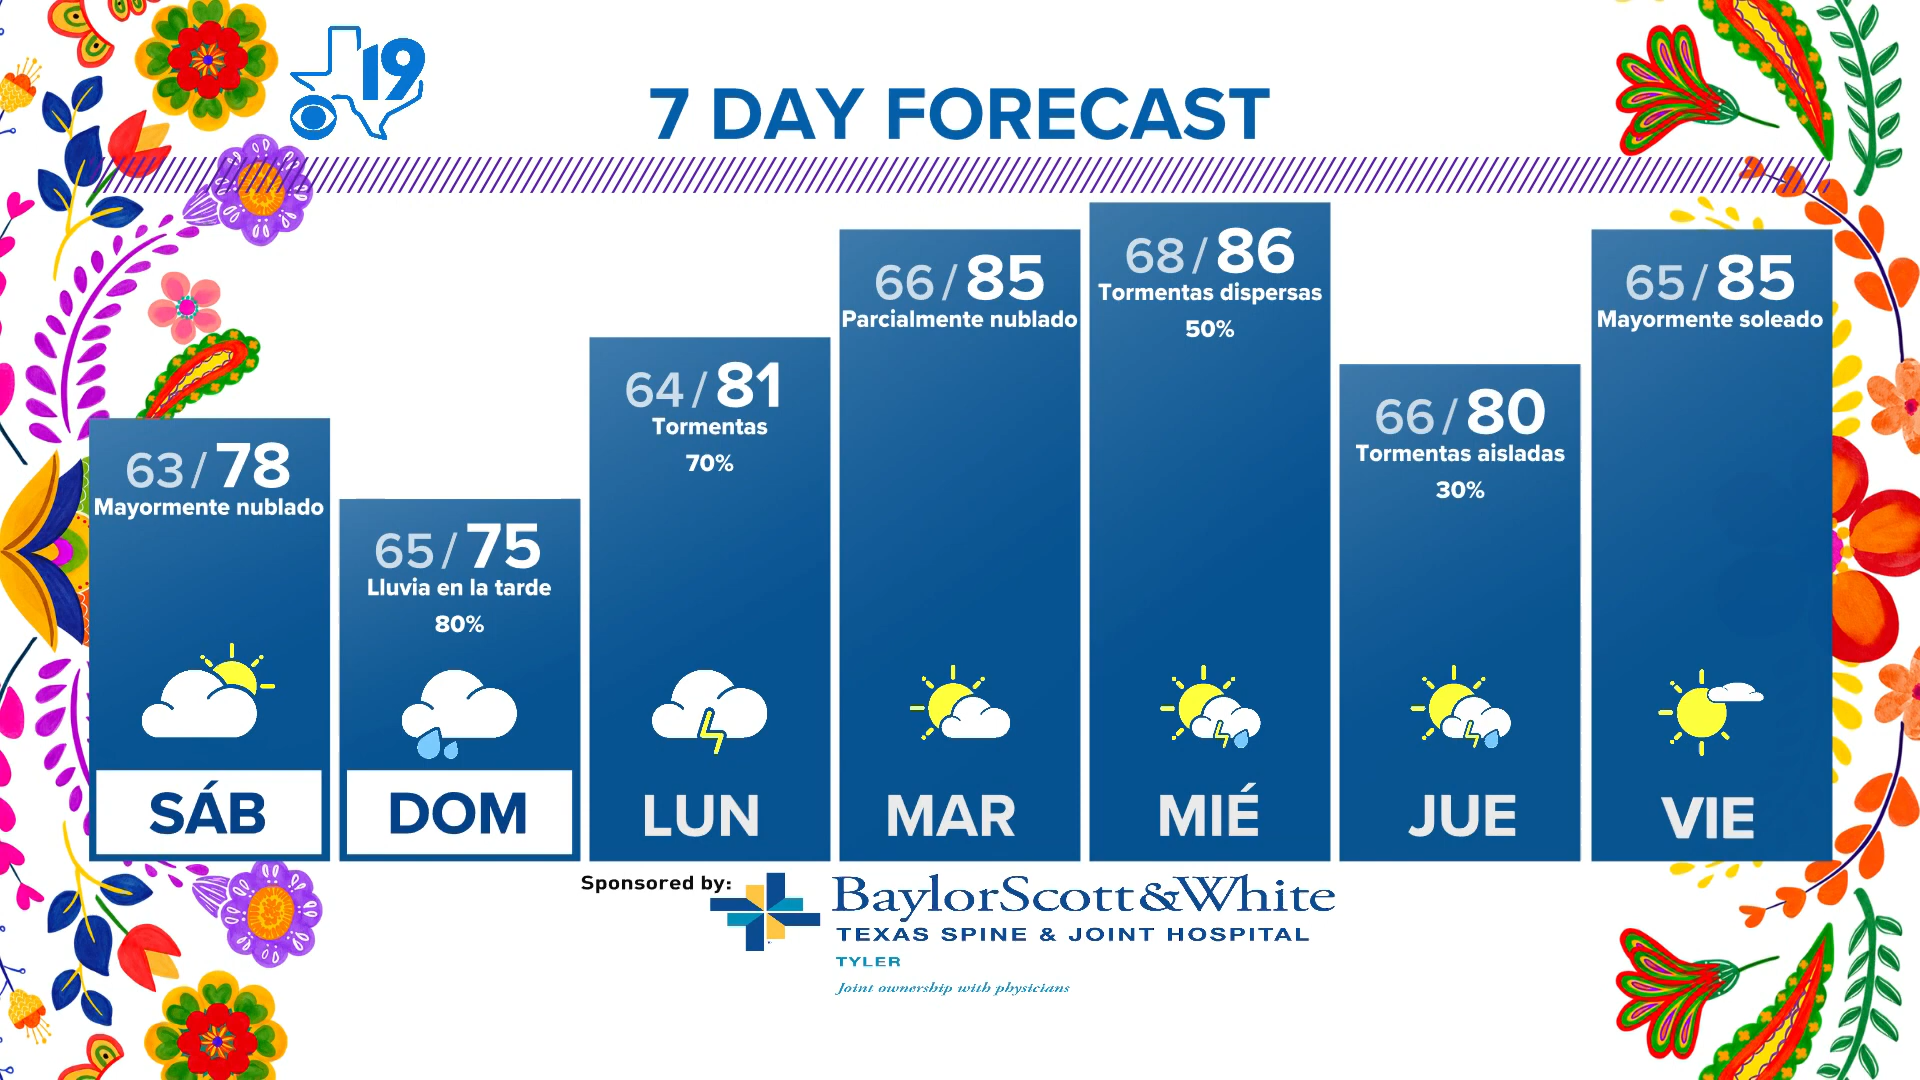 19
7 DAY FORECAST
63/78
Mayormente nublado
SÁB
65/75
Lluvia en la tarde
80%
DOM
64/81
Tormentas
70%
LUN
66/85
Parcialmente nublado
MAR
68/86
Tormentas dispersas
50%
MIÉ
66/80
Tormentas aisladas
30%
JUE
65/85
Mayormente soleado
VIE
Sponsored by:
BaylorScott&White
TEXAS SPINE & JOINT HOSPITAL
TYLER
Joint ownership with physicians